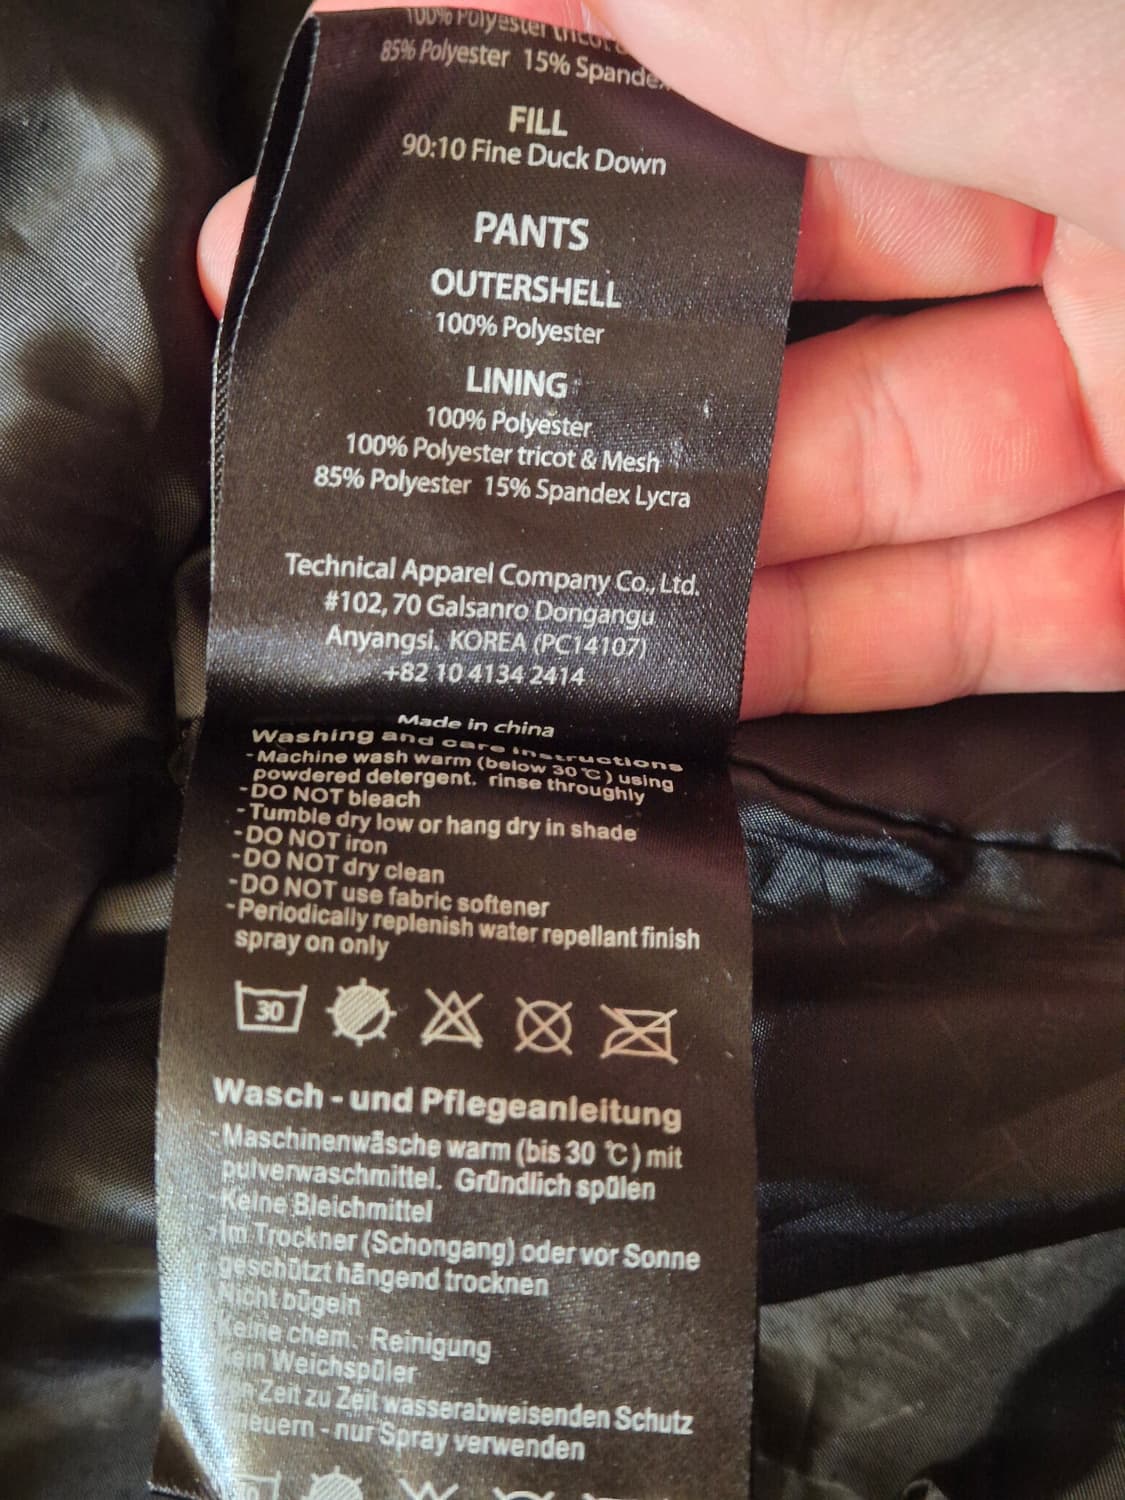 100% Polyester tricot &
85% Polyester 15% Spandex
FILL
90:10 Fine Duck Down
PANTS
OUTERSHELL
100% Polyester
LINING
100% Polyester
100% Polyester tricot & Mesh
85% Polyester 15% Spandex Lycra
Technical Apparel Company Co., Ltd.
#102, 70 Galsanro Dongangu
Anyangsi. KOREA (PC14107)
+82 10 4134 2414
Made in china
Washing and care instructions
-Machine wash warm (below 30℃) using
powdered detergent. rinse throughly
-DO NOT bleach
-Tumble dry low or hang dry in shade
-DO NOT iron
-DO NOT dry clean
-DO NOT use fabric softener
-Periodically replenish water repellant finish
spray on only
30
Wasch - und Pflegeanleitung
-Maschinenwäsche warm (bis 30 ℃) mit
pulverwaschmittel. Gründlich spülen
-Keine Bleichmittel
-Im Trockner (Schongang) oder vor Sonne
geschützt hängend trocknen
Nicht bügeln
Keine chem. Reinigung
Kein Weichspüler
Zeit zu Zeit wasserabweisenden Schutz
- nur Spray verwenden